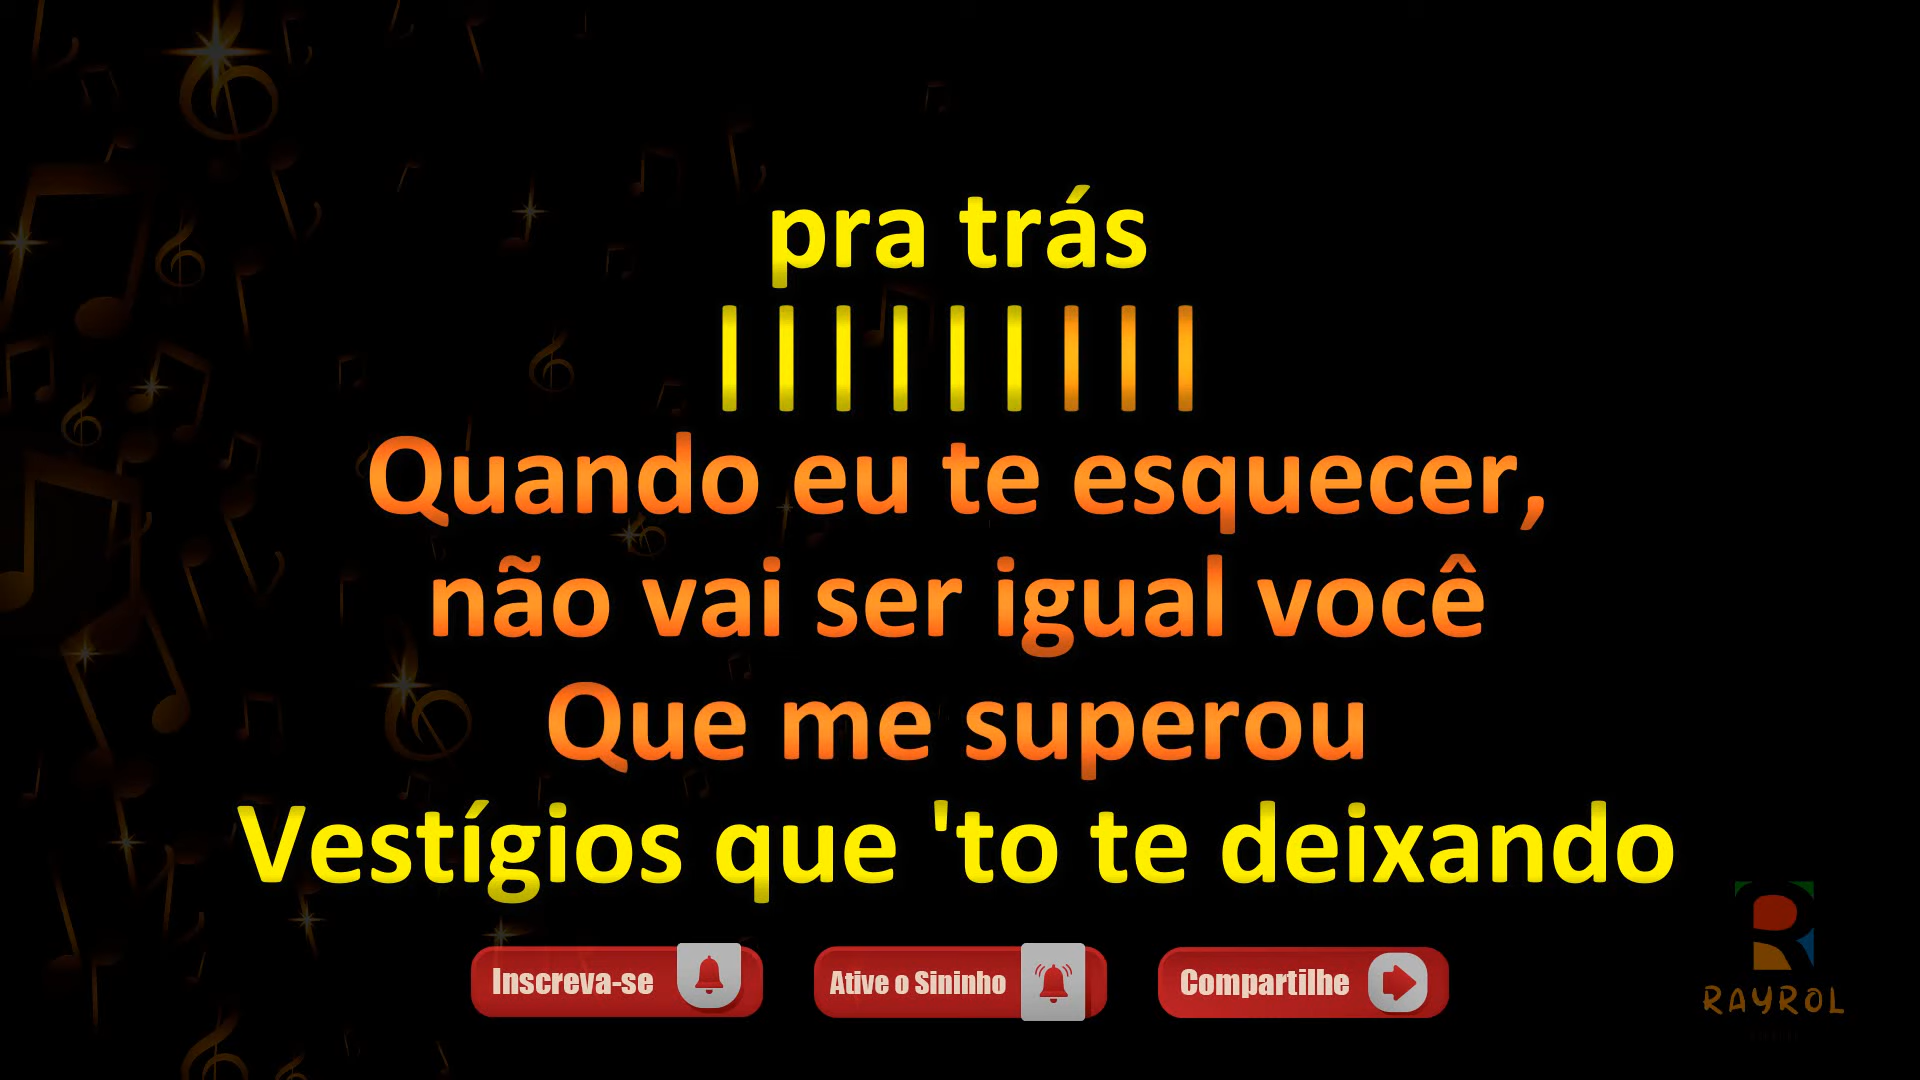 pra trás
| | | | | | | | |
Quando eu te esquecer,
não vai ser igual você
Que me superou
Vestígios que 'to te deixando
Inscreva-se
Ative o Sininho
Compartilhe
RAYROL